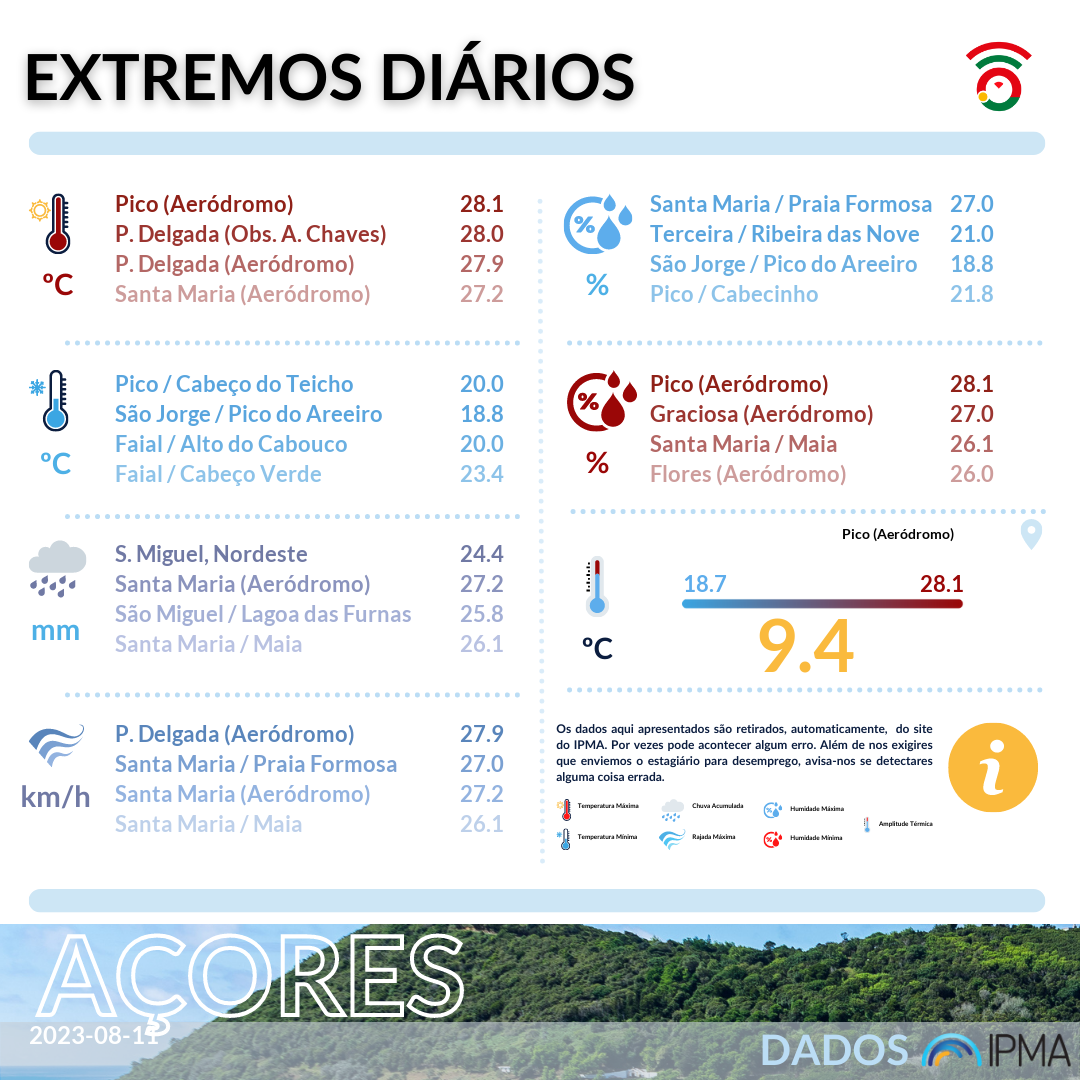 EXTREMOS DIÁRIOS
Pico (Aeródromo) 28.1
P. Delgada (Obs. A. Chaves) 28.0
P. Delgada (Aeródromo) 27.9
Santa Maria (Aeródromo) 27.2
ºC
Pico / Cabeço do Teicho 20.0
São Jorge / Pico do Areeiro 18.8
Faial / Alto do Cabouco 20.0
Faial / Cabeço Verde 23.4
ºC
S. Miguel, Nordeste 24.4
Santa Maria (Aeródromo) 27.2
São Miguel / Lagoa das Furnas 25.8
Santa Maria / Maia 26.1
mm
P. Delgada (Aeródromo) 27.9
Santa Maria / Praia Formosa 27.0
Santa Maria (Aeródromo) 27.2
Santa Maria / Maia 26.1
km/h
%
Santa Maria / Praia Formosa 27.0
Terceira / Ribeira das Nove 21.0
São Jorge / Pico do Areeiro 18.8
Pico / Cabecinho 21.8
%
%
Pico (Aeródromo) 28.1
Graciosa (Aeródromo) 27.0
Santa Maria / Maia 26.1
Flores (Aeródromo) 26.0
%
Pico (Aeródromo)
18.7 28.1
ºC
9.4
Os dados aqui apresentados são retirados, automaticamente, do site
do IPMA. Por vezes pode acontecer algum erro. Além de nos exigires
que enviemos o estagiário para desemprego, avisa-nos se detectares
alguma coisa errada.
i
Temperatura Máxima Chuva Acumulada Humidade Máxima
Amplitude Térmica
Temperatura Mínima Rajada Máxima Humidade Mínima
AÇORES
2023-08-11
DADOS IPMA